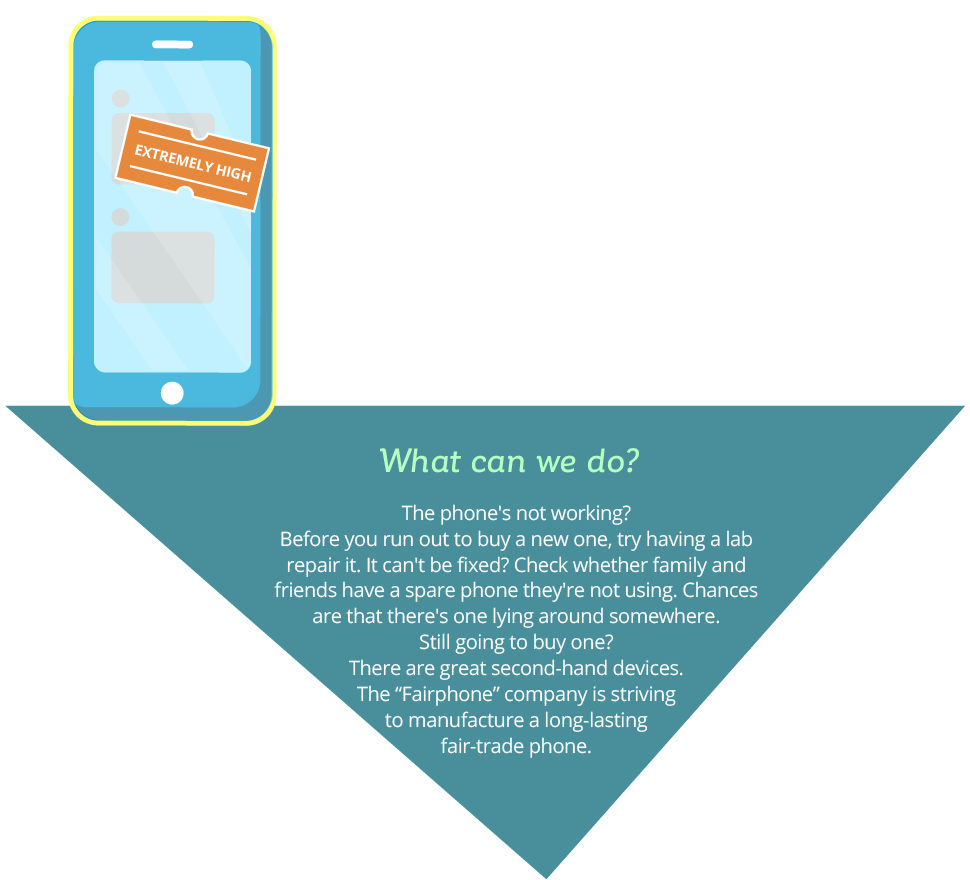 EXTREMELY HIGH
What can we do?
The phone's not working?
Before you run out to buy a new one, try having a lab
repair it. It can't be fixed? Check whether family and
friends have a spare phone they're not using. Chances
are that there's one lying around somewhere.
Still going to buy one?
There are great second-hand devices.
The “Fairphone” company is striving
to manufacture a long-lasting
fair-trade phone.